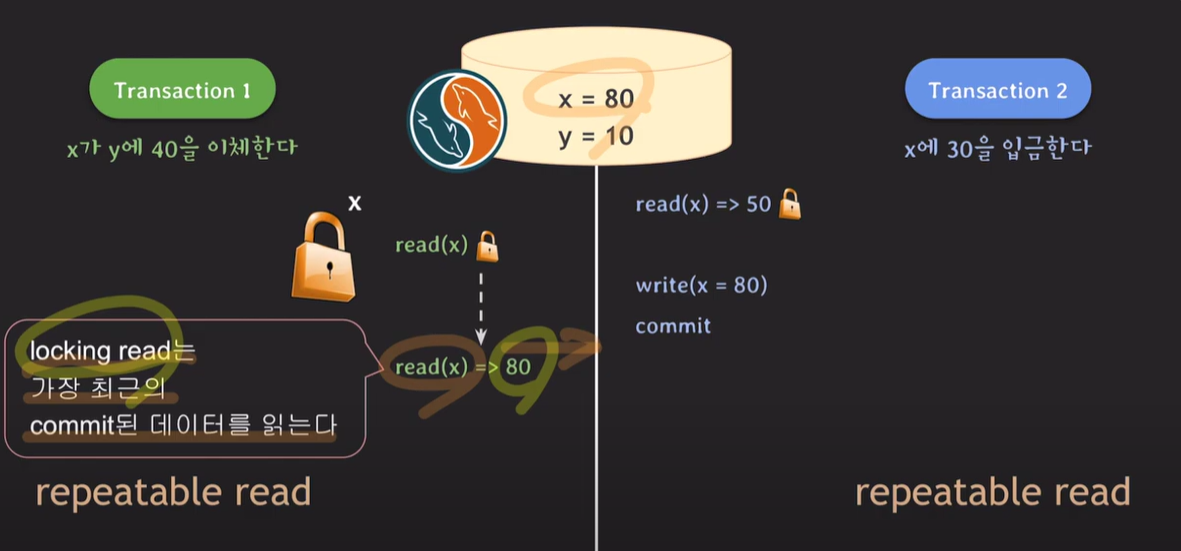 Transaction 1
x가 y에 40을 이체한다
x = 80
y = 10
Transaction 2
x에 30을 입금한다
x
read(x)
read(x) => 80
read(x) => 50
write(x = 80)
commit
locking read는
가장 최근의
commit된 데이터를 읽는다
repeatable read
repeatable read